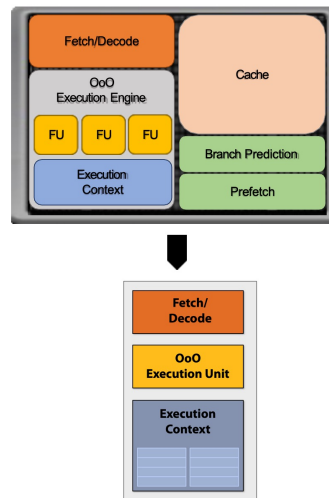 Fetch/Decode
OoO
Execution Engine
FU FU FU
Execution
Context
Cache
Branch Prediction
Prefetch
Fetch/
Decode
OoO
Execution Unit
Execution
Context